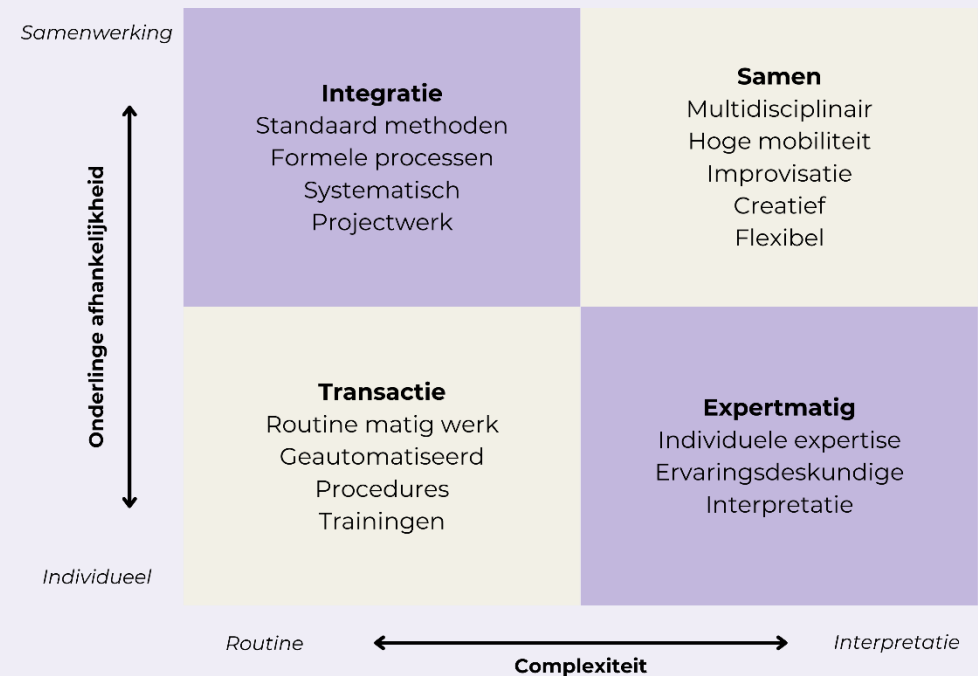 Samenwerking
Integratie
Standaard methoden
Formele processen
Systematisch
Projectwerk
Samen
Multidisciplinair
Hoge mobiliteit
Improvisatie
Creatief
Flexibel
Onderlinge afhankelijkheid
Transactie
Routine matig werk
Geautomatiseerd
Procedures
Trainingen
Expertmatig
Individuele expertise
Ervaringsdeskundige
Interpretatie
Individueel
Routine
Interpretatie
Complexiteit